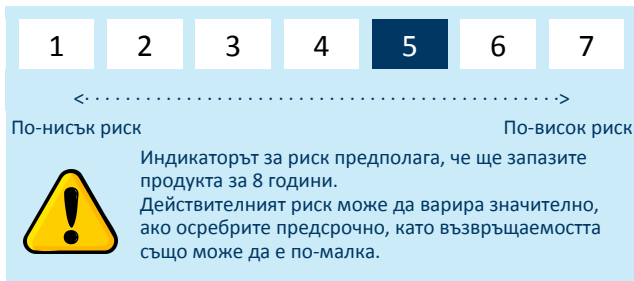 1 2 3 4 5 6 7
<· · · · · · · · · · · · · · · · · · · · · · · · · · · · · · · · · · · · · · · · · · · · · · ·>
По-нисък риск По-висок риск
Индикаторът за риск предполага, че ще запазите
продукта за 8 години.
Действителният риск може да варира значително,
ако осребрите предсрочно, като възвръщаемостта
също може да е по-малка.
!